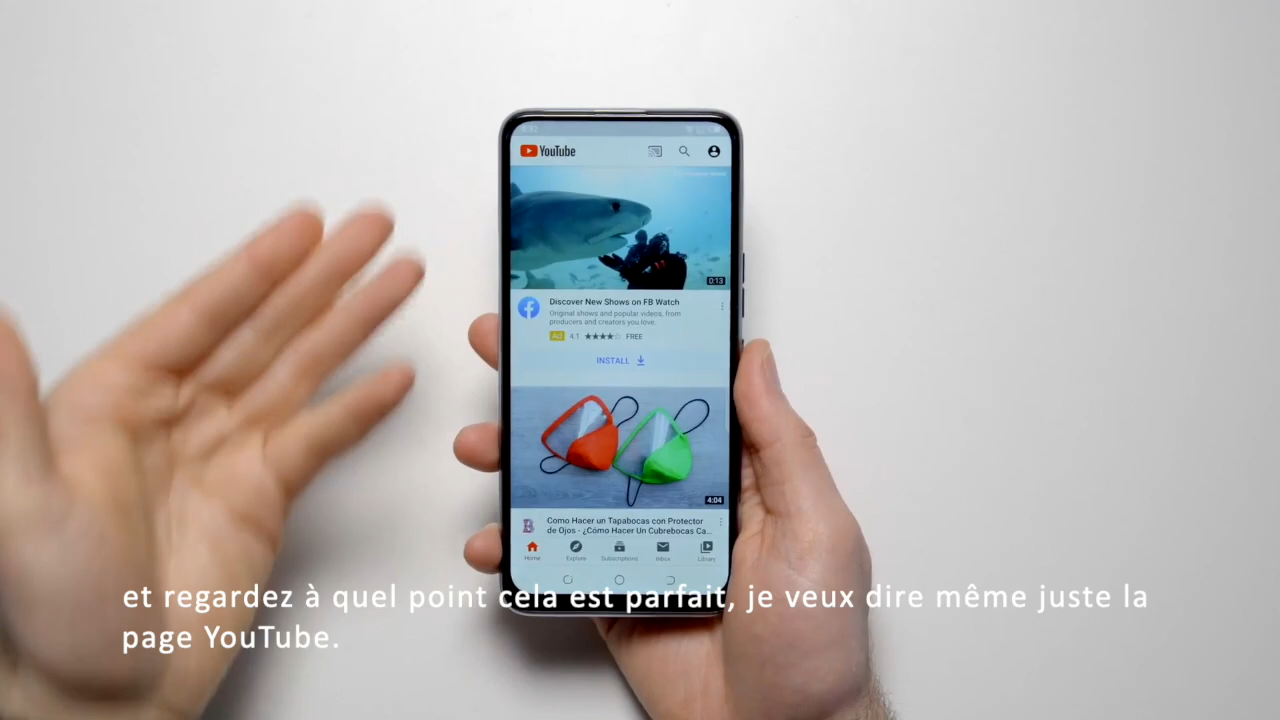 YouTube
0:13
Discover New Shows on FB Watch
Original shows and popular videos, from
producers and creators you love.
Ad 4.1 ★★★★☆ FREE
INSTALL
4:04
Como Hacer un Tapabocas con Protector
de Ojos - ¿Cómo Hacer Un Cubrebocas Ca...
Home Explore Subscriptions Inbox Library
et regardez à quel point cela est parfait, je veux dire même juste la
page YouTube.